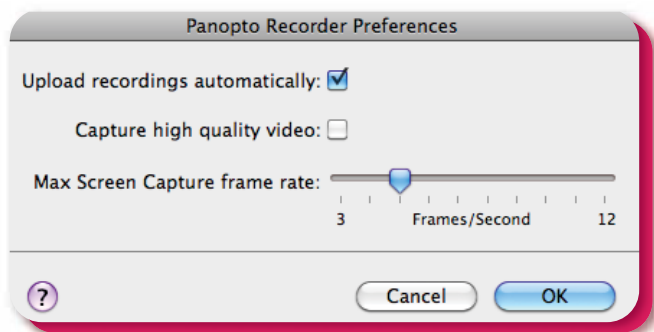 Panopto Recorder Preferences
Upload recordings automatically:
Capture high quality video:
Max Screen Capture frame rate:
3 Frames/Second 12
?
Cancel OK